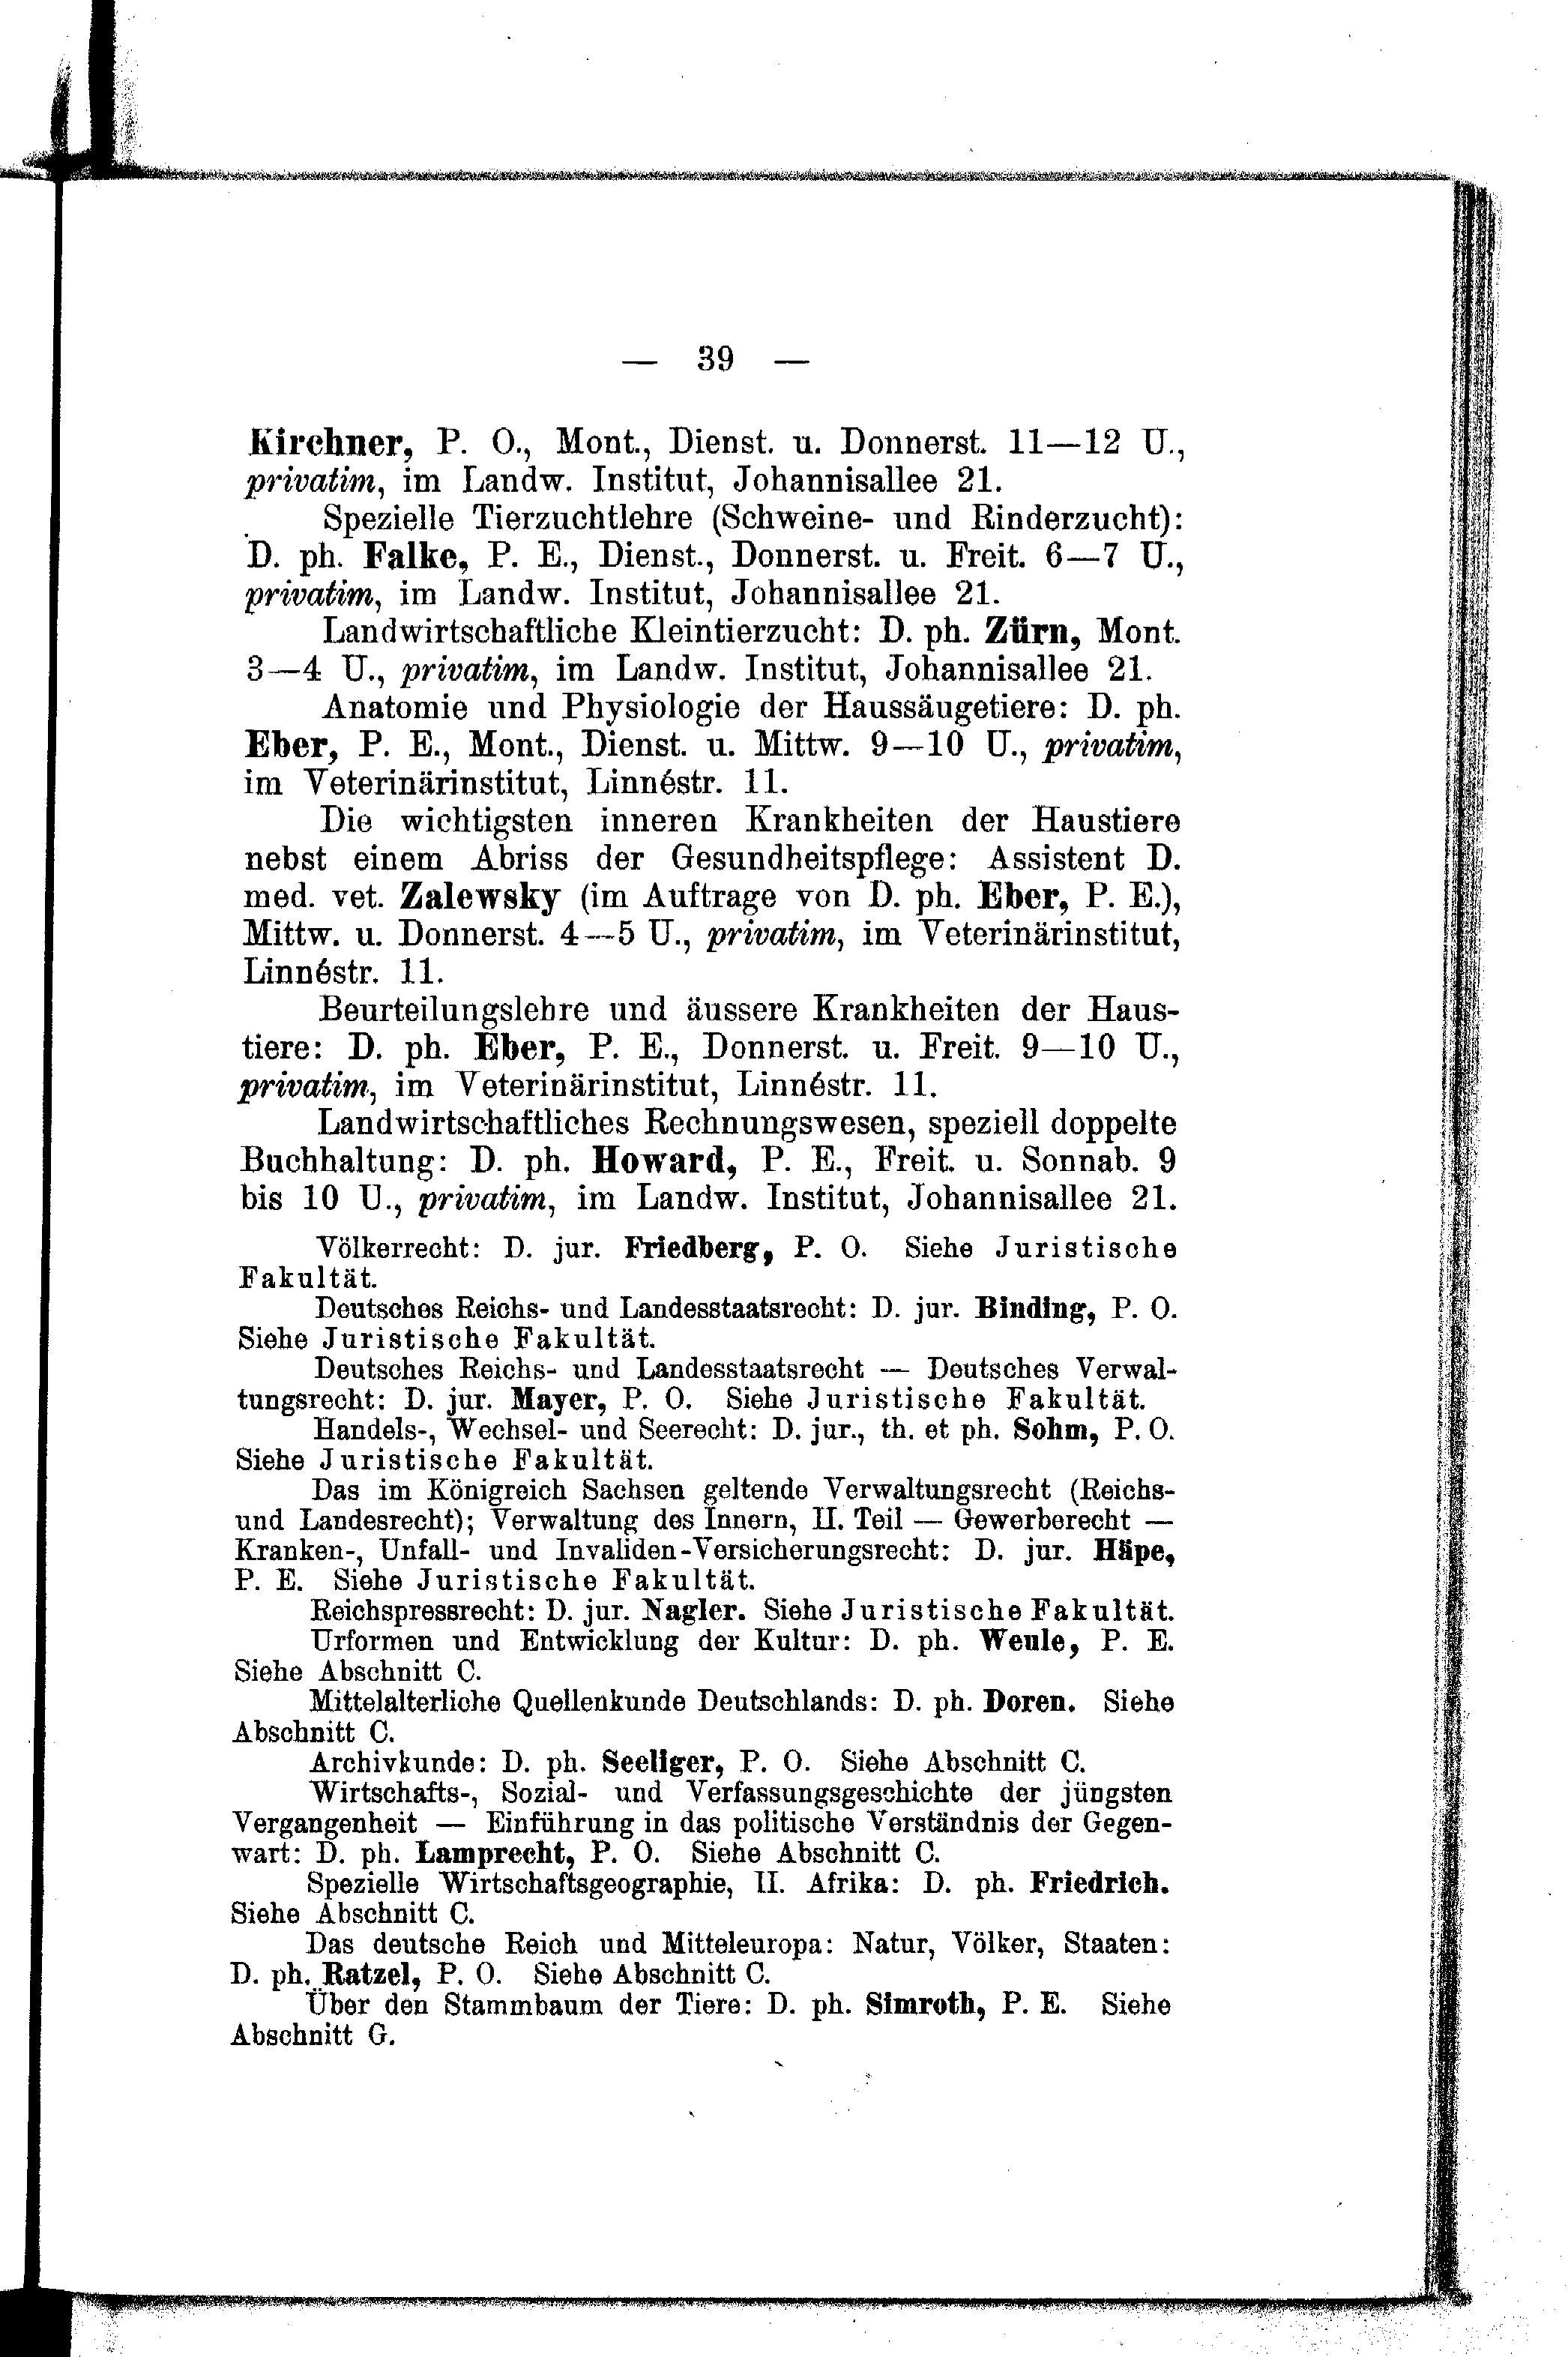 — 39 —
Kirchner, P. O., Mont., Dienst. u. Donnerst. 11—12 U.,
privatim, im Landw. Institut, Johannisallee 21.
Spezielle Tierzuchtlehre (Schweine- und Rinderzucht):
D. ph. Falke, P. E., Dienst., Donnerst. u. Freit. 6—7 U.,
privatim, im Landw. Institut, Johannisallee 21.
Landwirtschaftliche Kleintierzucht: D. ph. Zürn, Mont.
3—4 U., privatim, im Landw. Institut, Johannisallee 21.
Anatomie und Physiologie der Haussäugetiere: D. ph.
Eber, P. E., Mont., Dienst. u. Mittw. 9—10 U., privatim,
im Veterinärinstitut, Linnéstr. 11.
Die wichtigsten inneren Krankheiten der Haustiere
nebst einem Abriss der Gesundheitspflege: Assistent D.
med. vet. Zalewsky (im Auftrage von D. ph. Eber, P. E.),
Mittw. u. Donnerst. 4—5 U., privatim, im Veterinärinstitut,
Linnéstr. 11.
Beurteilungslehre und äussere Krankheiten der Haus-
tiere: D. ph. Eber, P. E., Donnerst. u. Freit. 9—10 U.,
privatim, im Veterinärinstitut, Linnéstr. 11.
Landwirtschaftliches Rechnungswesen, speziell doppelte
Buchhaltung: D. ph. Howard, P. E., Freit. u. Sonnab. 9
bis 10 U., privatim, im Landw. Institut, Johannisallee 21.
Völkerrecht: D. jur. Friedberg, P. O. Siehe Juristische
Fakultät.
Deutsches Reichs- und Landesstaatsrecht: D. jur. Binding, P. O.
Siehe Juristische Fakultät.
Deutsches Reichs- und Landesstaatsrecht — Deutsches Verwal-
tungsrecht: D. jur. Mayer, P. O. Siehe Juristische Fakultät.
Handels-, Wechsel- und Seerecht: D. jur., th. et ph. Sohm, P. O.
Siehe Juristische Fakultät.
Das im Königreich Sachsen geltende Verwaltungsrecht (Reichs-
und Landesrecht); Verwaltung des Innern, II. Teil — Gewerberecht —
Kranken-, Unfall- und Invaliden-Versicherungsrecht: D. jur. Häpe,
P. E. Siehe Juristische Fakultät.
Reichspressrecht: D. jur. Nagler. Siehe Juristische Fakultät.
Urformen und Entwicklung der Kultur: D. ph. Weule, P. E.
Siehe Abschnitt C.
Mittelalterliche Quellenkunde Deutschlands: D. ph. Doren. Siehe
Abschnitt C.
Archivkunde: D. ph. Seeliger, P. O. Siehe Abschnitt C.
Wirtschafts-, Sozial- und Verfassungsgeschichte der jüngsten
Vergangenheit — Einführung in das politische Verständnis der Gegen-
wart: D. ph. Lamprecht, P. O. Siehe Abschnitt C.
Spezielle Wirtschaftsgeographie, II. Afrika: D. ph. Friedrich.
Siehe Abschnitt C.
Das deutsche Reich und Mitteleuropa: Natur, Völker, Staaten:
D. ph. Ratzel, P. O. Siehe Abschnitt C.
Über den Stammbaum der Tiere: D. ph. Simroth, P. E. Siehe
Abschnitt G.